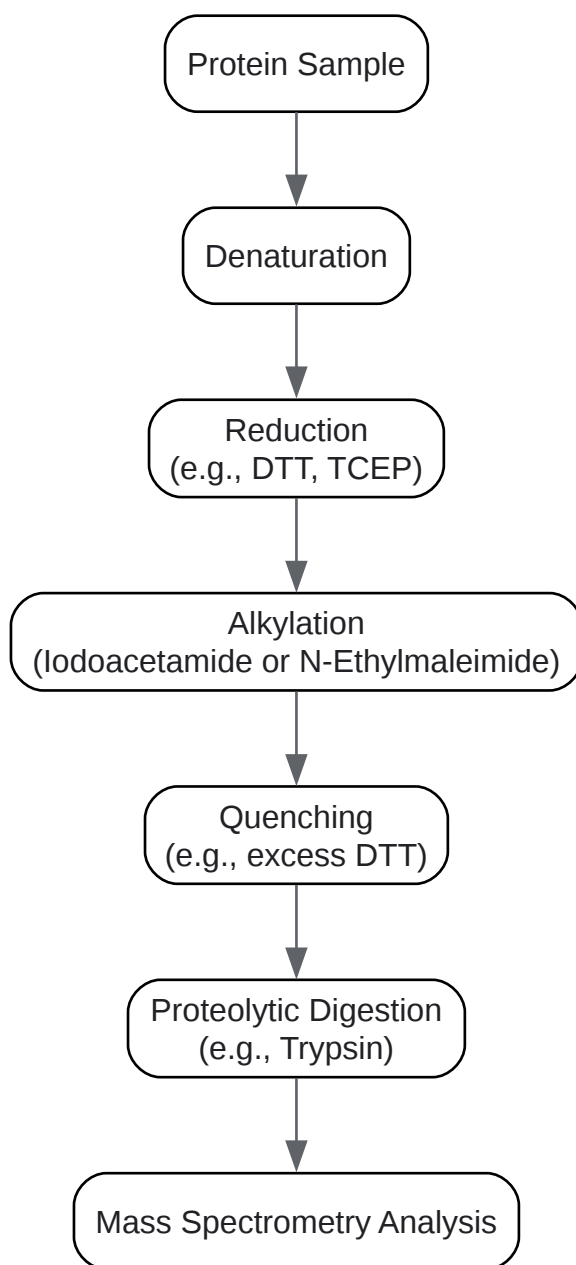 Protein Sample
Denaturation
Reduction
(e.g., DTT, TCEP)
Alkylation
(Iodoacetamide or N-Ethylmaleimide)
Quenching
(e.g., excess DTT)
Proteolytic Digestion
(e.g., Trypsin)
Mass Spectrometry Analysis